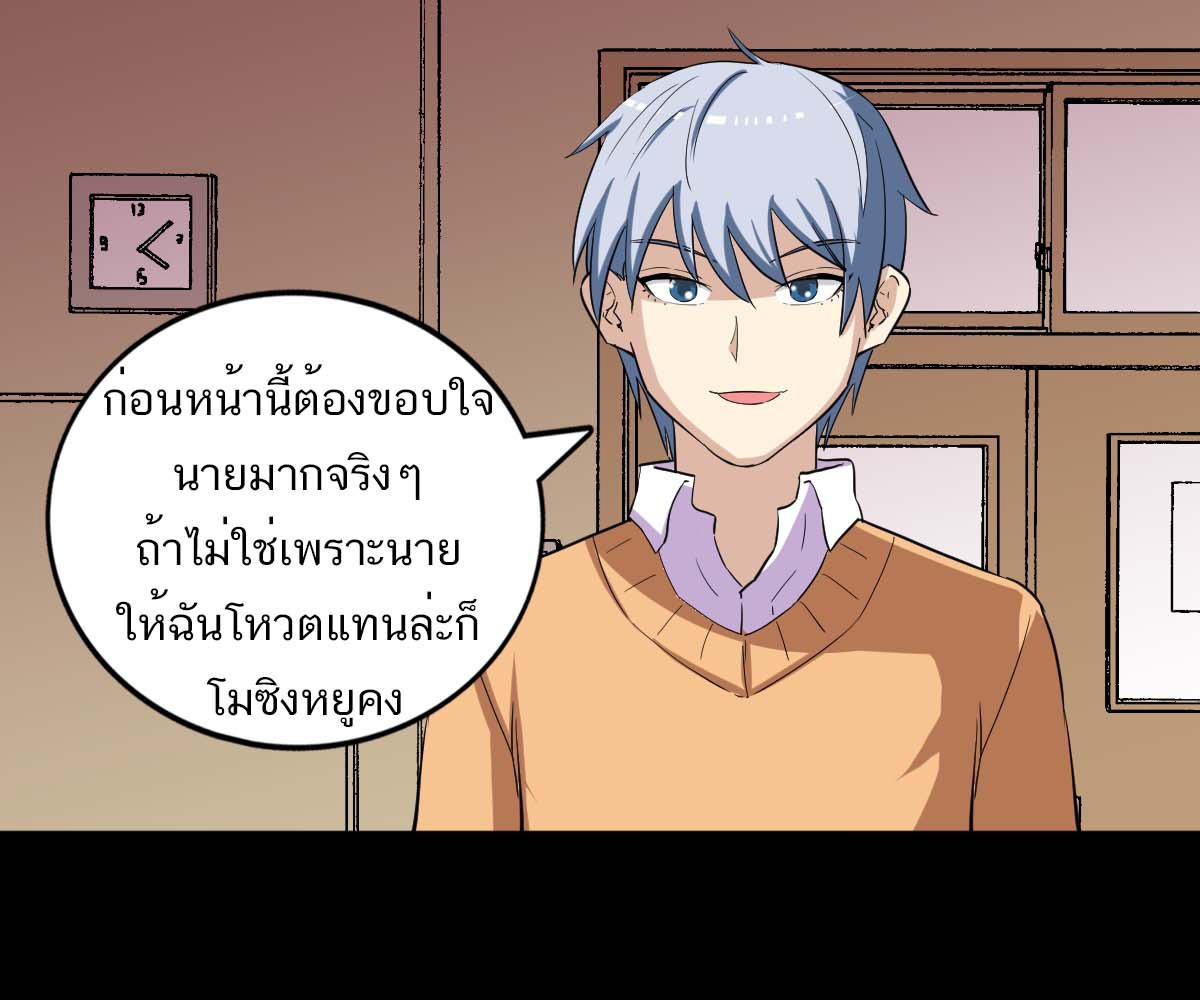 ก่อนหน้านี้ต้องขอบใจ
นายมากจริงๆ
ถ้าไม่ใช่เพราะนาย
ให้ฉันโหวตแทนล่ะก็
โมซิงหยูคง